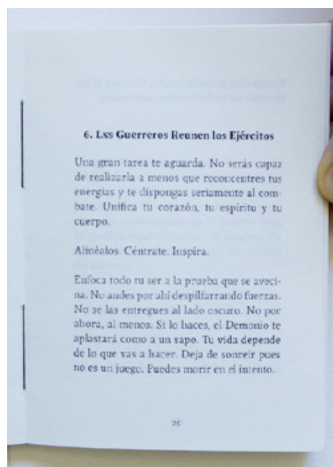 6. Lxs Guerreros Reunen los Ejércitos
Una gran tarea te aguarda. No serás capaz
de realizarla a menos que reconcentres tus
energías y te dispongas seriamente al com-
bate. Unifica tu corazón, tu espíritu y tu
cuerpo.
Alinéalos. Céntrate. Inspira.
Enfoca todo tu ser a la prueba que se aveci-
na. No andes por ahí despilfarrando fuerzas.
No se las entregues al lado oscuro. No por
ahora, al menos. Si lo haces, el Demonio te
aplastará como a un sapo. Tu vida depende
de lo que vas a hacer. Deja de sonreír pues
no es un juego. Puedes morir en el intento.